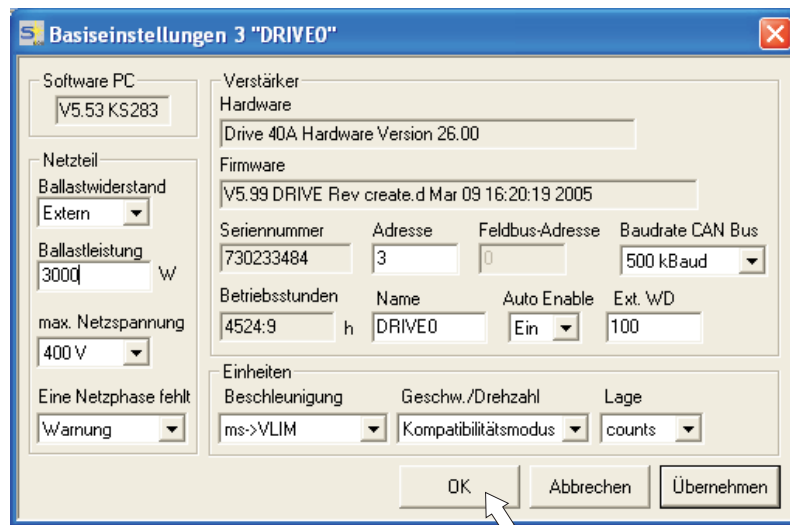 Basiseinstellungen 3 "DRIVE0"
Software PC
V5.53 KS283
Netzteil
Ballastwiderstand
Extern
Ballastleistung
3000 W
max. Netzspannung
400 V
Eine Netzphase fehlt
Warnung
Verstärker
Hardware
Drive 40A Hardware Version 26.00
Firmware
V5.99 DRIVE Rev create.d Mar 09 16:20:19 2005
Seriennummer Adresse Feldbus-Adresse Baudrate CAN Bus
730233484 3 0 500 kBaud
Betriebsstunden Name Auto Enable Ext. WD
4524:9 h DRIVE0 Ein 100
Einheiten
Beschleunigung Geschw./Drehzahl Lage
ms->VLIM Kompatibilitätsmodus counts
OK Abbrechen Übernehmen